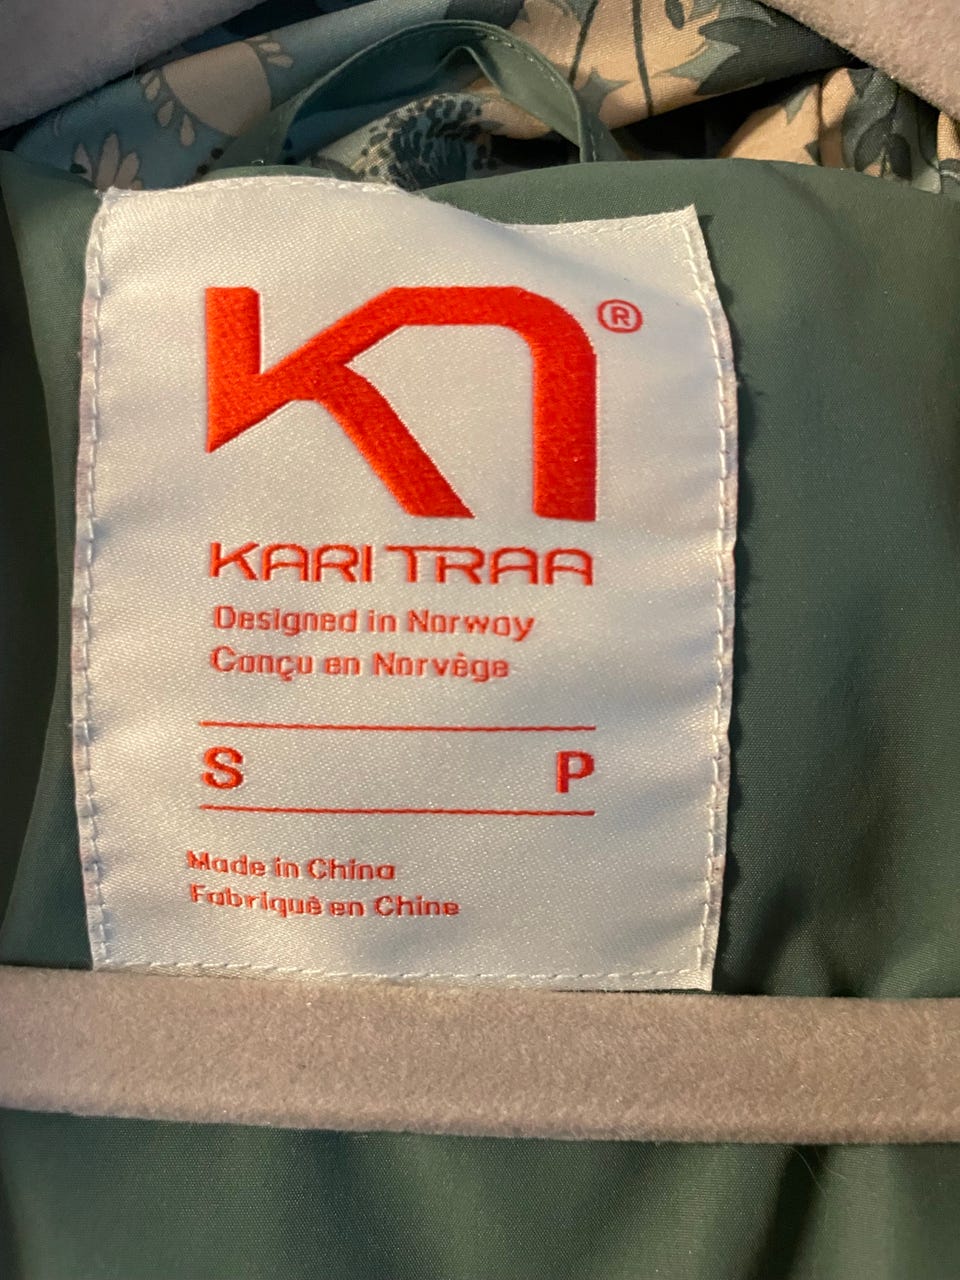 ®
KARI TRAA
Designed in Norway
Conçu en Norvège
S P
Made in China
Fabriqué en Chine